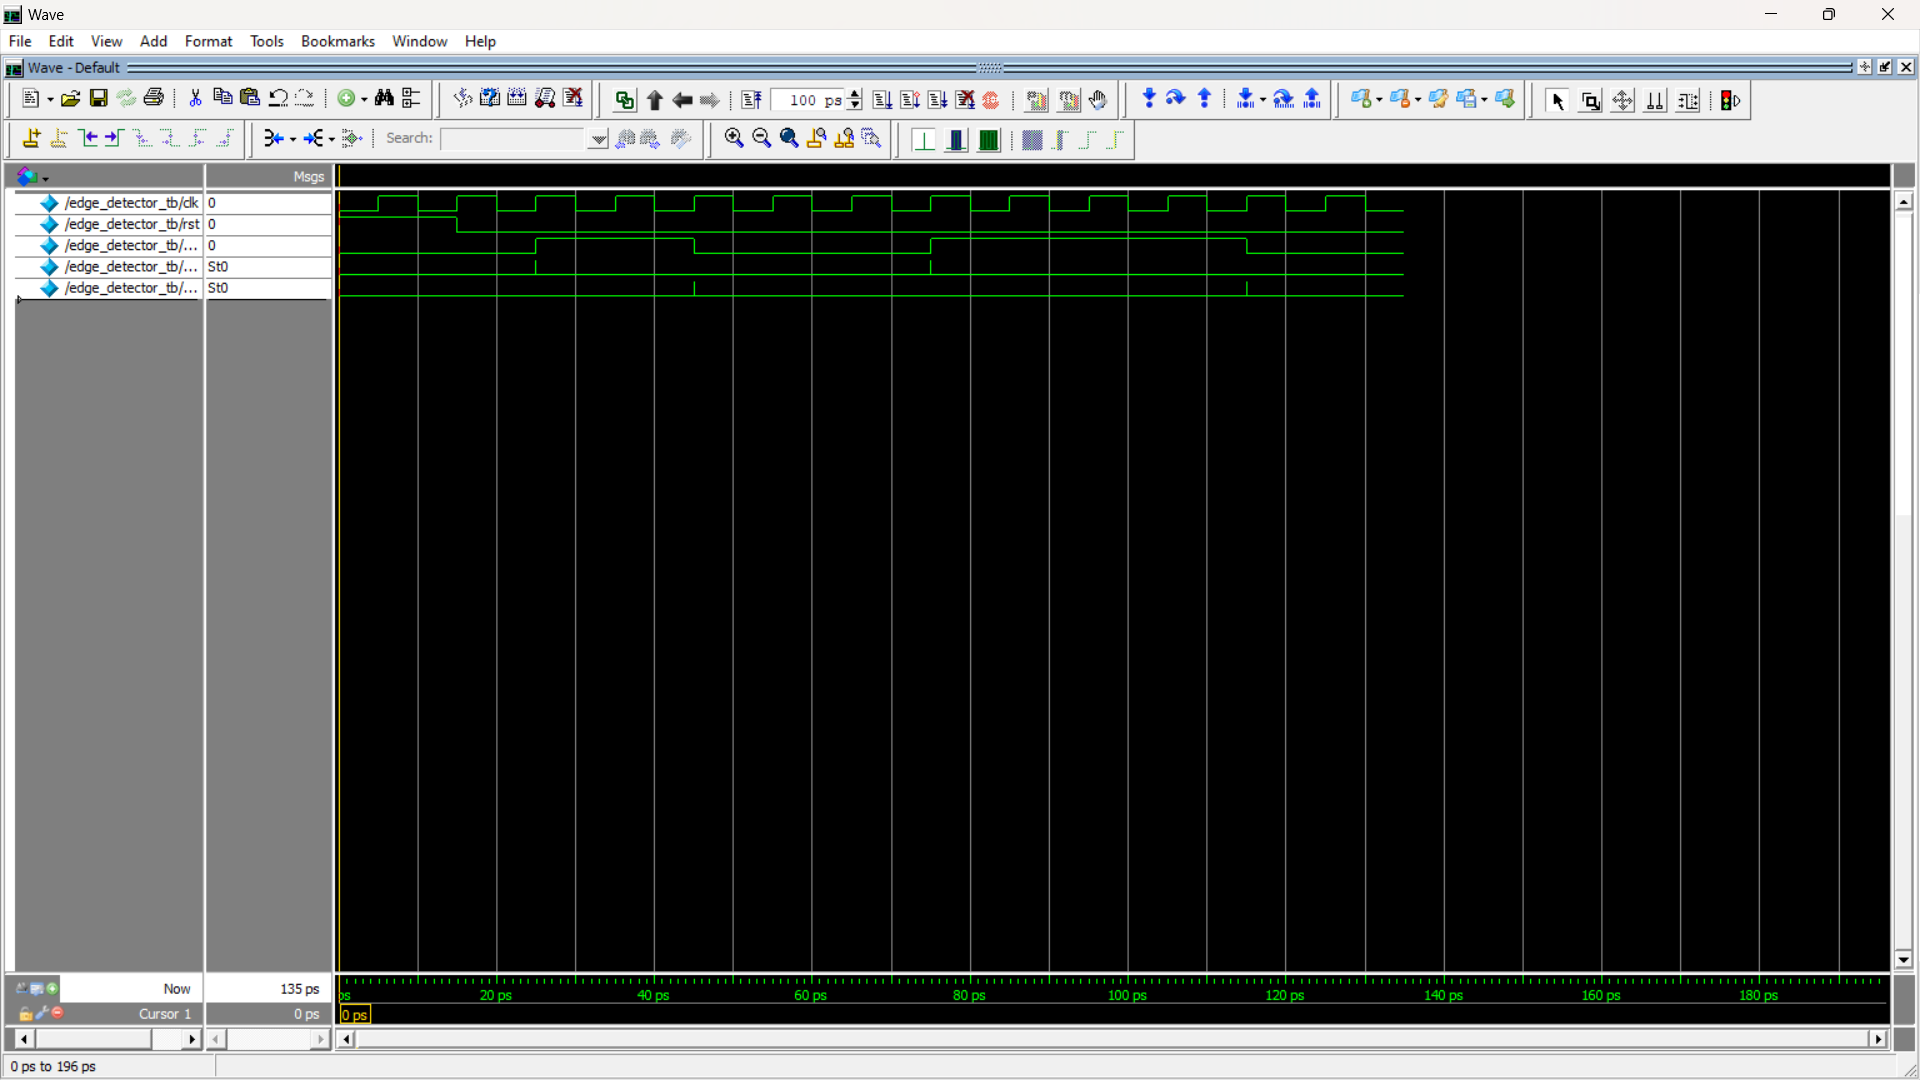 Wave
File Edit View Add Format Tools Bookmarks Window Help
Wave - Default
100 ps
Search:
Msgs
/edge_detector_tb/clk 0
/edge_detector_tb/rst 0
/edge_detector_tb/... 0
/edge_detector_tb/... St0
/edge_detector_tb/... St0
Now 135 ps
ps 20 ps 40 ps 60 ps 80 ps 100 ps 120 ps 140 ps 160 ps 180 ps
Cursor 1 0 ps 0 ps
0 ps to 196 ps